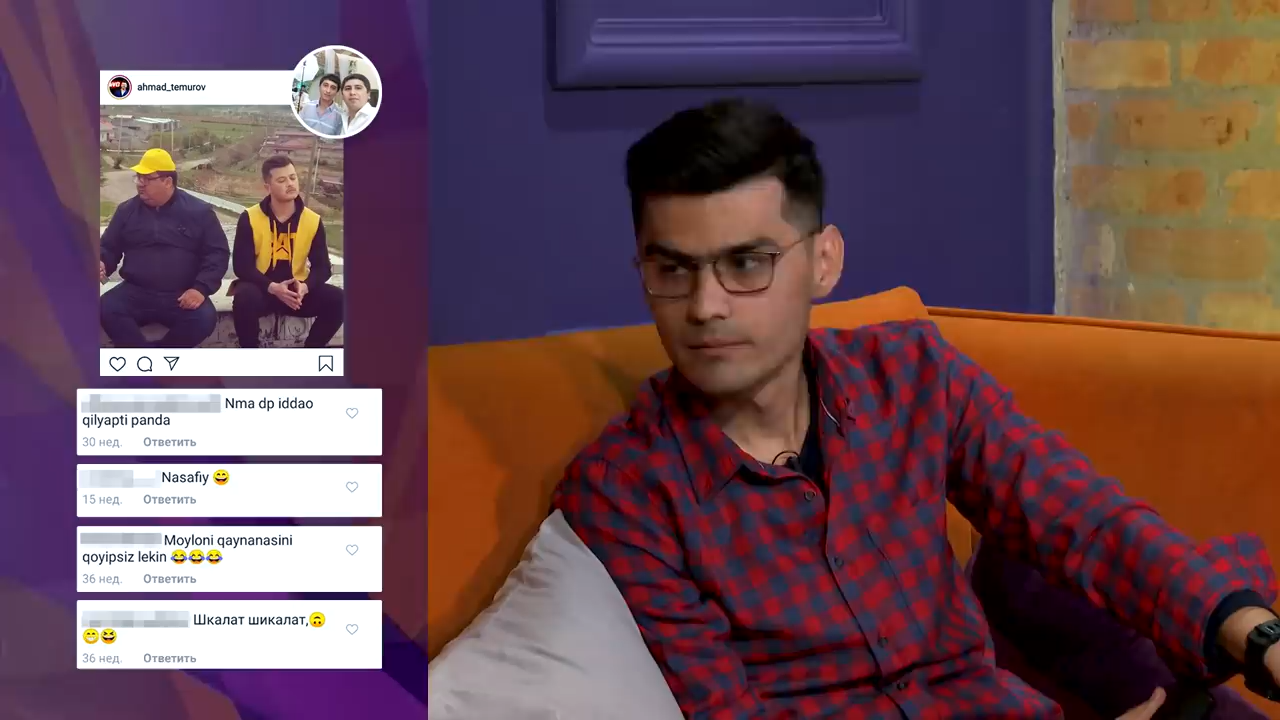 ahmad_temurov
Nma dp iddao
qilyapti panda
30 нед. Ответить
Nasafiy 😄
15 нед. Ответить
Moyloni qaynanasini
qoyipsiz lekin 😂😂😂
36 нед. Ответить
Шкалат шикалат,🙃
😁😆
36 нед. Ответить